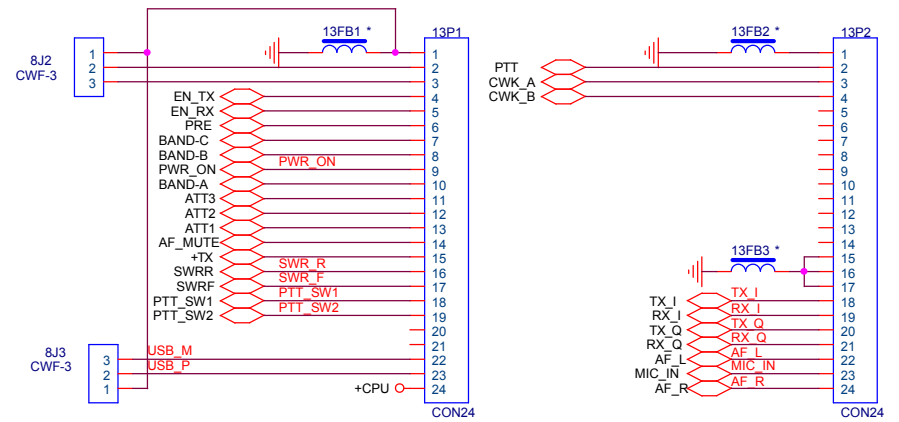 13FB1 *
13P1
8J2
CWF-3
1
2
3
1
2
3
4
5
6
7
8
9
10
11
12
13
14
15
16
17
18
19
20
21
22
23
24
EN_TX
EN_RX
PRE
BAND-C
BAND-B
PWR_ON
PWR_ON
BAND-A
ATT3
ATT2
ATT1
AF_MUTE
+TX
SWRR
SWR_R
SWRF
SWR_F
PTT_SW1
PTT_SW1
PTT_SW2
PTT_SW2
8J3
CWF-3
3
2
1
USB_M
USB_P
+CPU
CON24
13FB2 *
13P2
PTT
CWK_A
CWK_B
1
2
3
4
5
6
7
8
9
10
11
12
13
14
15
16
17
18
19
20
21
22
23
24
13FB3 *
TX_I
TX_I
RX_I
RX_I
TX_Q
TX_Q
RX_Q
RX_Q
AF_L
AF_L
MIC_IN
MIC_IN
AF_R
AF_R
CON24